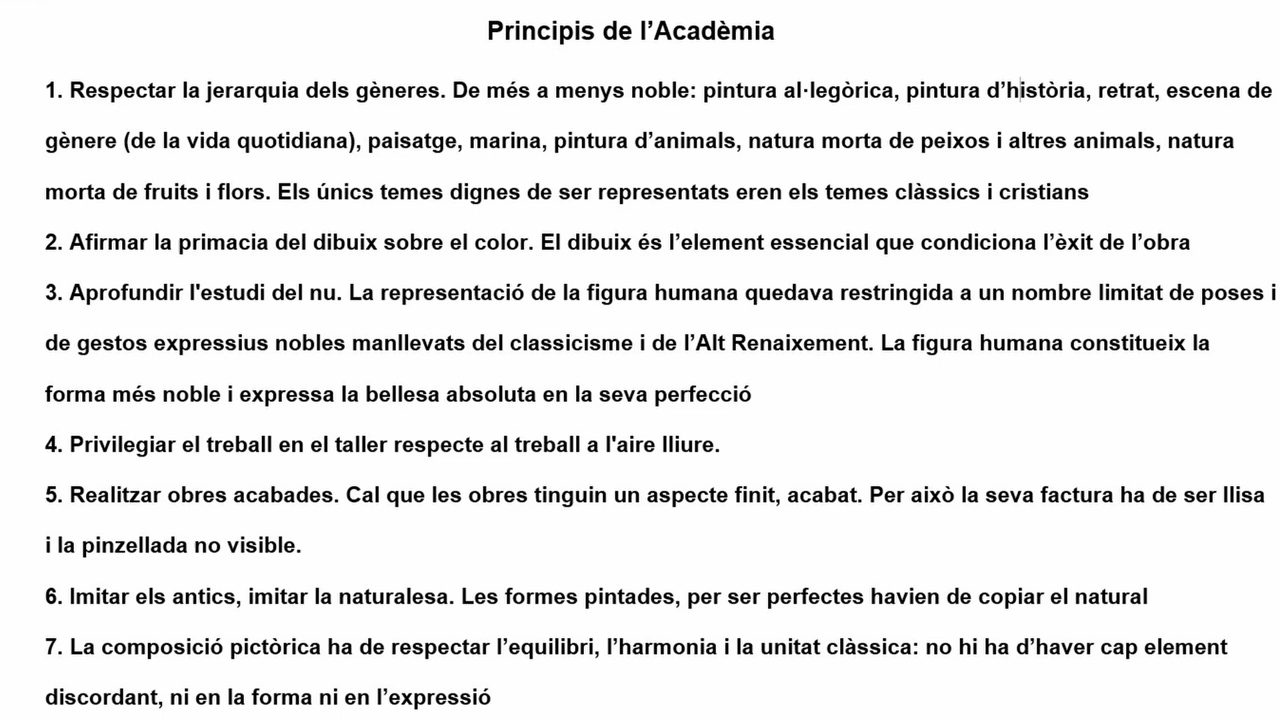 Principis de l’Acadèmia
1. Respectar la jerarquia dels gèneres. De més a menys noble: pintura al·legòrica, pintura d’història, retrat, escena de
gènere (de la vida quotidiana), paisatge, marina, pintura d’animals, natura morta de peixos i altres animals, natura
morta de fruits i flors. Els únics temes dignes de ser representats eren els temes clàssics i cristians
2. Afirmar la primacia del dibuix sobre el color. El dibuix és l’element essencial que condiciona l’èxit de l’obra
3. Aprofundir l'estudi del nu. La representació de la figura humana quedava restringida a un nombre limitat de poses i
de gestos expressius nobles manllevats del classicisme i de l’Alt Renaixement. La figura humana constitueix la
forma més noble i expressa la bellesa absoluta en la seva perfecció
4. Privilegiar el treball en el taller respecte al treball a l'aire lliure.
5. Realitzar obres acabades. Cal que les obres tinguin un aspecte finit, acabat. Per això la seva factura ha de ser llisa
i la pinzellada no visible.
6. Imitar els antics, imitar la naturalesa. Les formes pintades, per ser perfectes havien de copiar el natural
7. La composició pictòrica ha de respectar l’equilibri, l’harmonia i la unitat clàssica: no hi ha d’haver cap element
discordant, ni en la forma ni en l’expressió